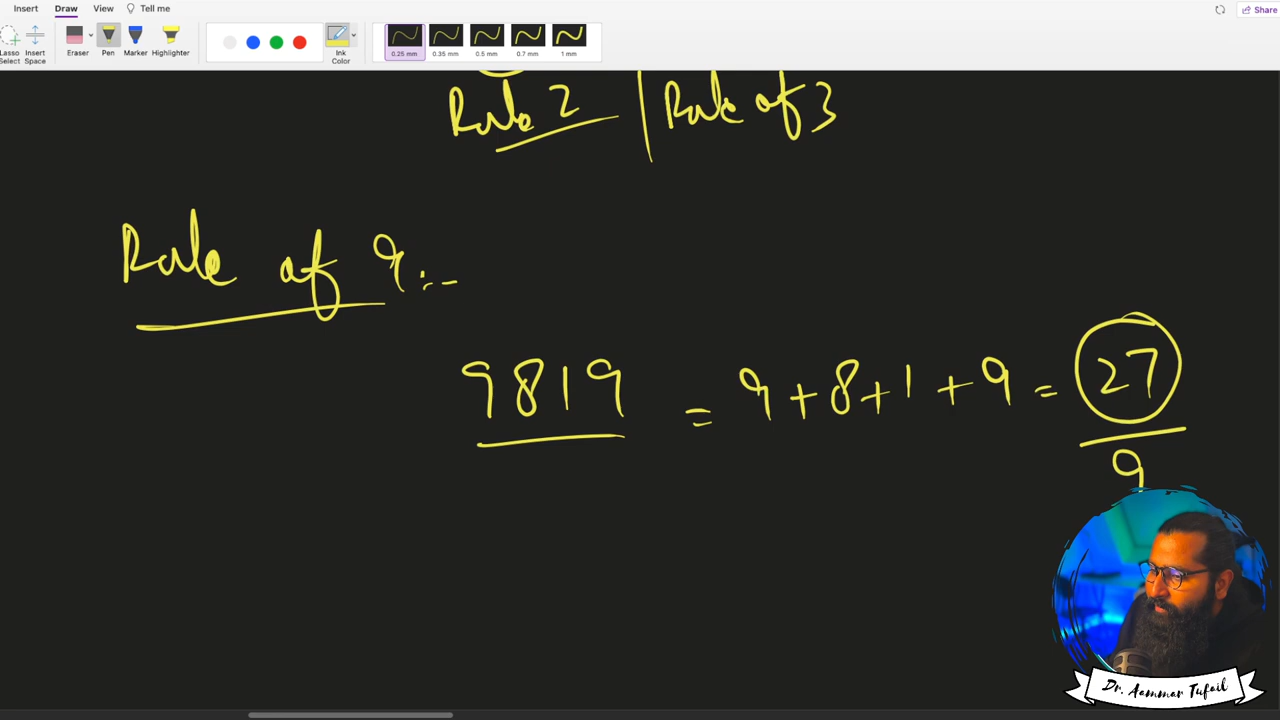 Insert Draw View Tell me Share
Lasso Select Insert Space Eraser Pen Marker Highlighter Ink Color 0.25 mm 0.35 mm 0.5 mm 0.7 mm 1 mm
Rule 2 | Rule of 3
Rule of 9 :-
9819 = 9+8+1+9 = 27
9
Dr. Aammar Tufail